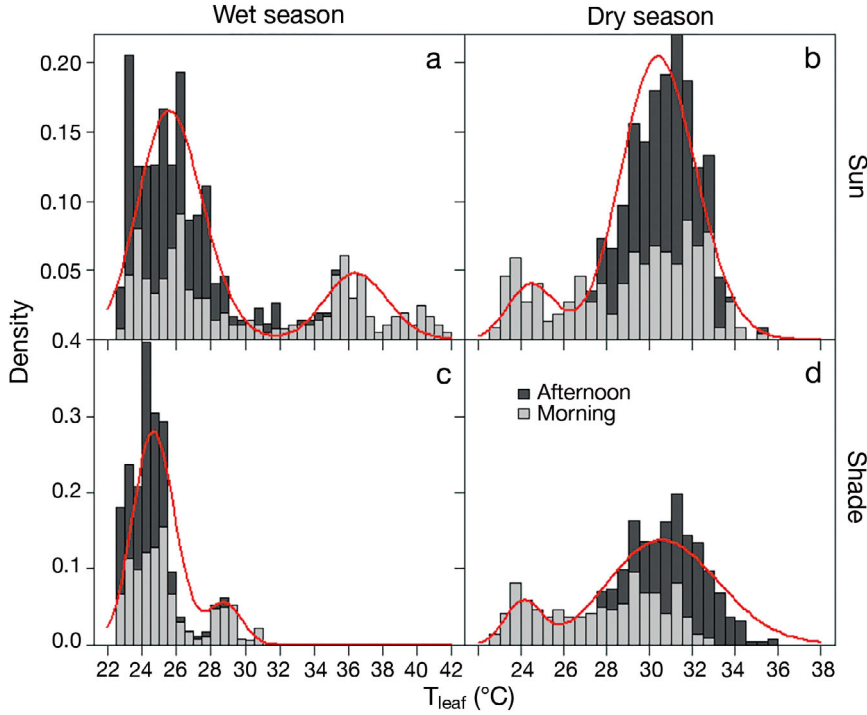 Wet season
Dry season
0.20
0.15
0.10
0.05
0.4
0.3
0.2
0.1
0.0
Density
a
b
Sun
c
d
Afternoon
Morning
Shade
22 24 26 28 30 32 34 36 38 40 42
24 26 28 30 32 34 36 38
T_leaf (°C)